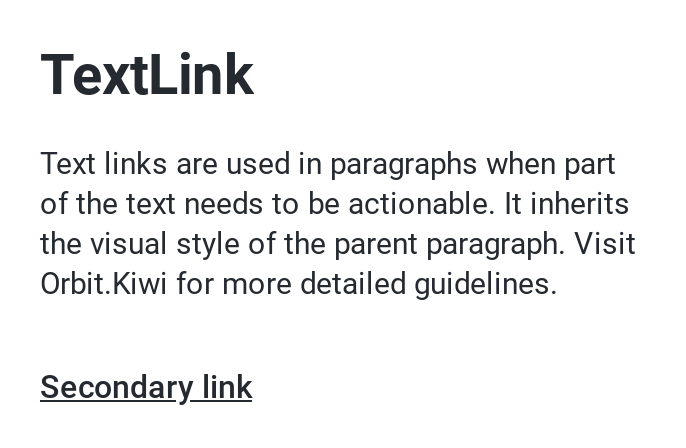 TextLink
Text links are used in paragraphs when part
of the text needs to be actionable. It inherits
the visual style of the parent paragraph. Visit
Orbit.Kiwi for more detailed guidelines.
Secondary link